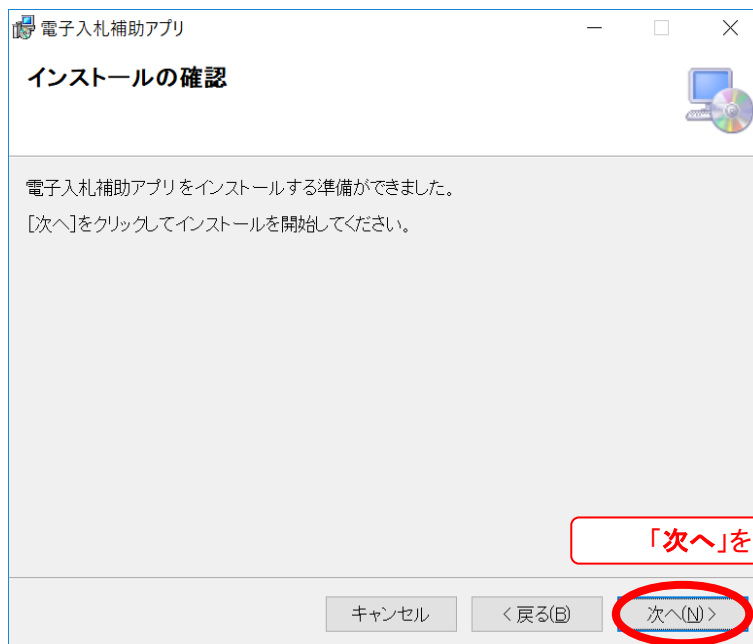 電子入札補助アプリ
インストールの確認
電子入札補助アプリをインストールする準備ができました。
[次へ]をクリックしてインストールを開始してください。
「次へ」を
キャンセル
< 戻る(B)
次へ(N) >